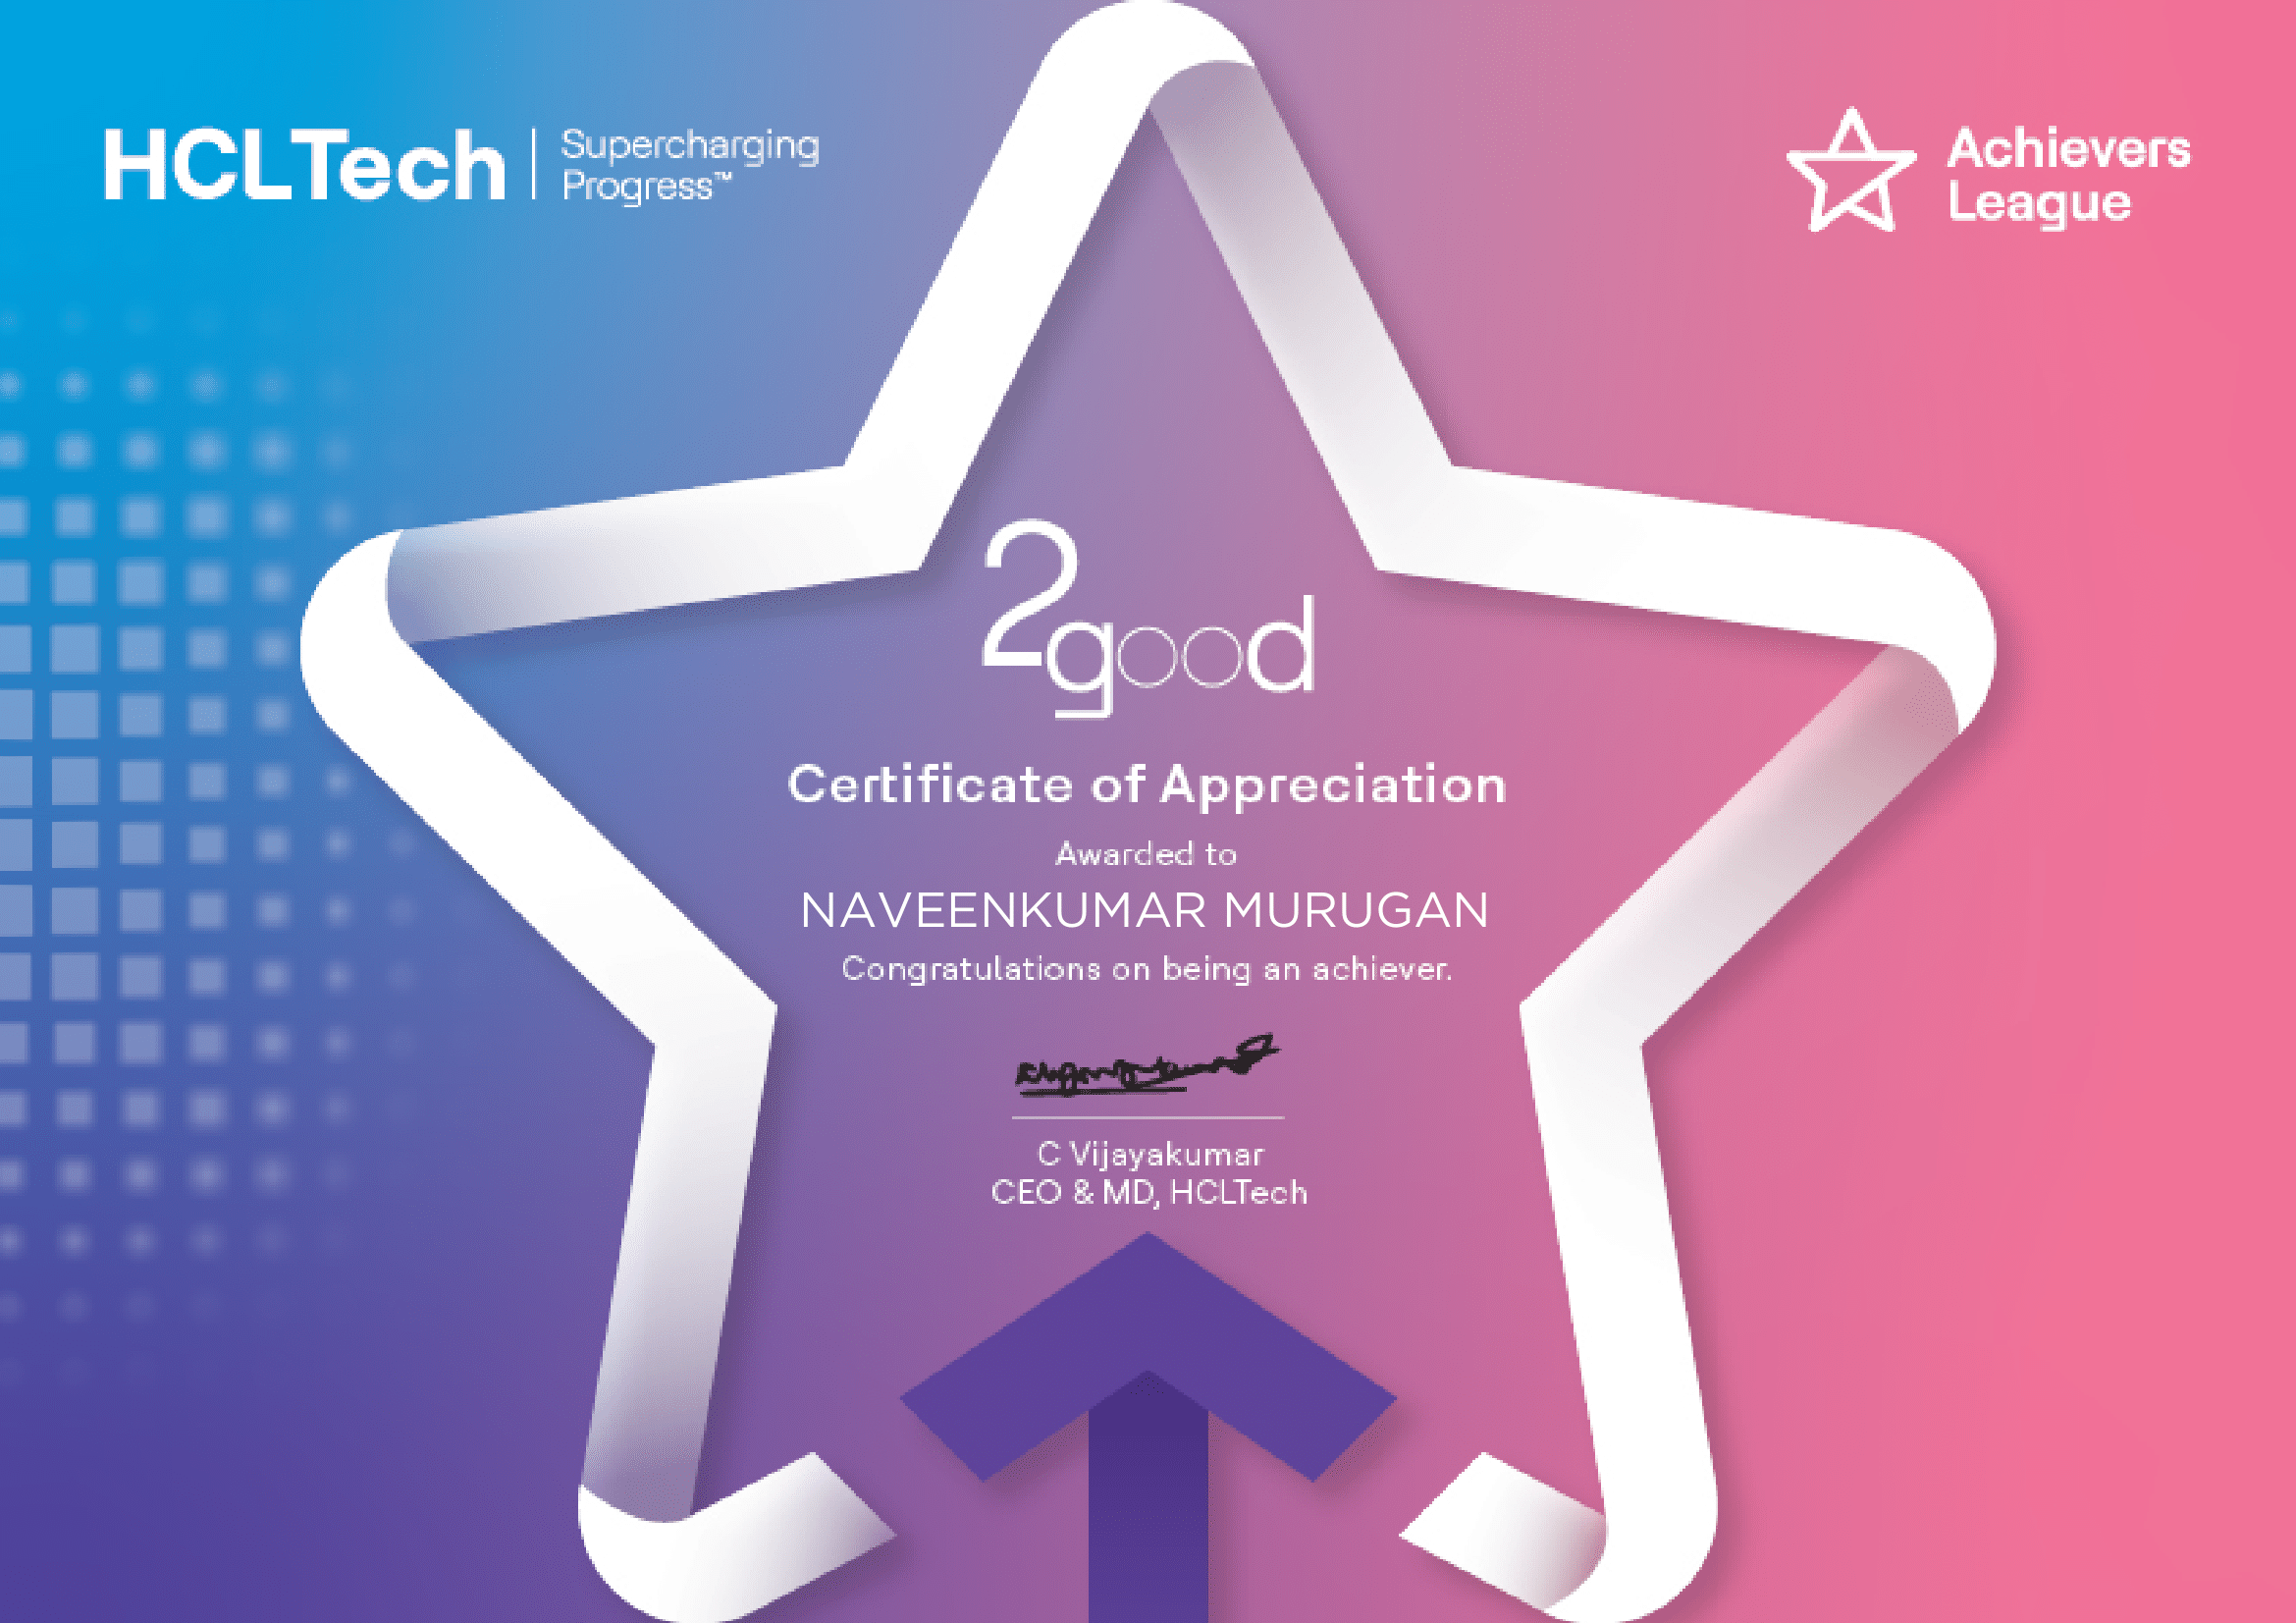 HCLTech
Supercharging
Progress™
Achievers
League
2good
Certificate of Appreciation
Awarded to
NAVEENKUMAR MURUGAN
Congratulations on being an achiever.
C Vijayakumar
CEO & MD, HCLTech